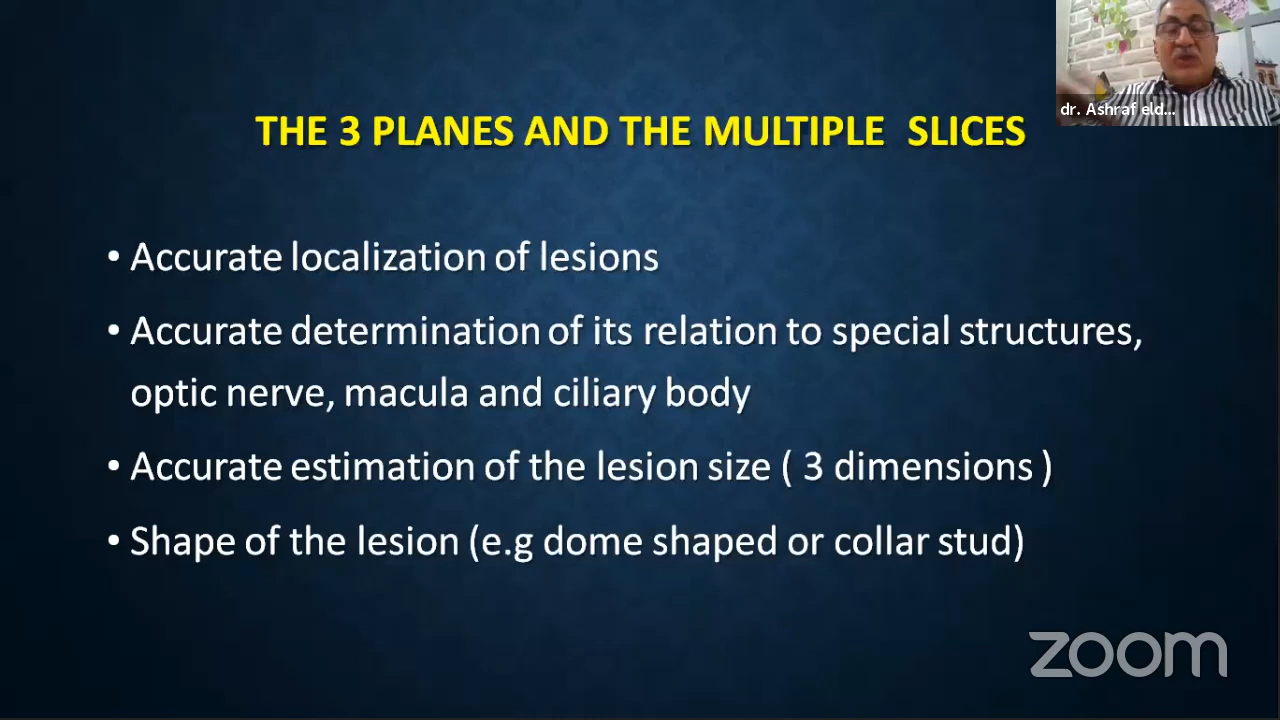 dr. Ashraf eld...
THE 3 PLANES AND THE MULTIPLE SLICES
• Accurate localization of lesions
• Accurate determination of its relation to special structures,
optic nerve, macula and ciliary body
• Accurate estimation of the lesion size ( 3 dimensions )
• Shape of the lesion (e.g dome shaped or collar stud)
zoom